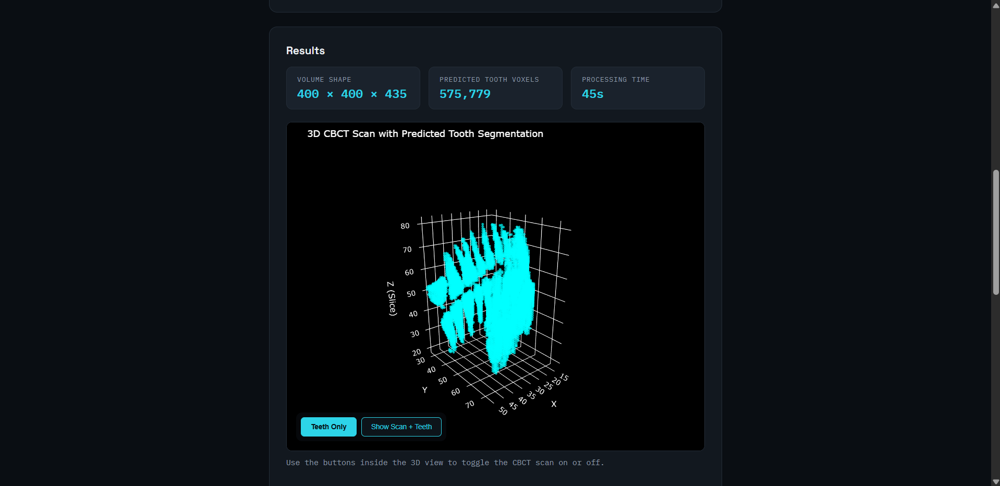 Results
VOLUME SHAPE
400 × 400 × 435
PREDICTED TOOTH VOXELS
575,779
PROCESSING TIME
45s
3D CBCT Scan with Predicted Tooth Segmentation
80
70
60
50
40
30
20
Z (Slice)
30
40
50
60
70
Y
50
45
40
35
30
25
20
15
X
Teeth Only
Show Scan + Teeth
Use the buttons inside the 3D view to toggle the CBCT scan on or off.